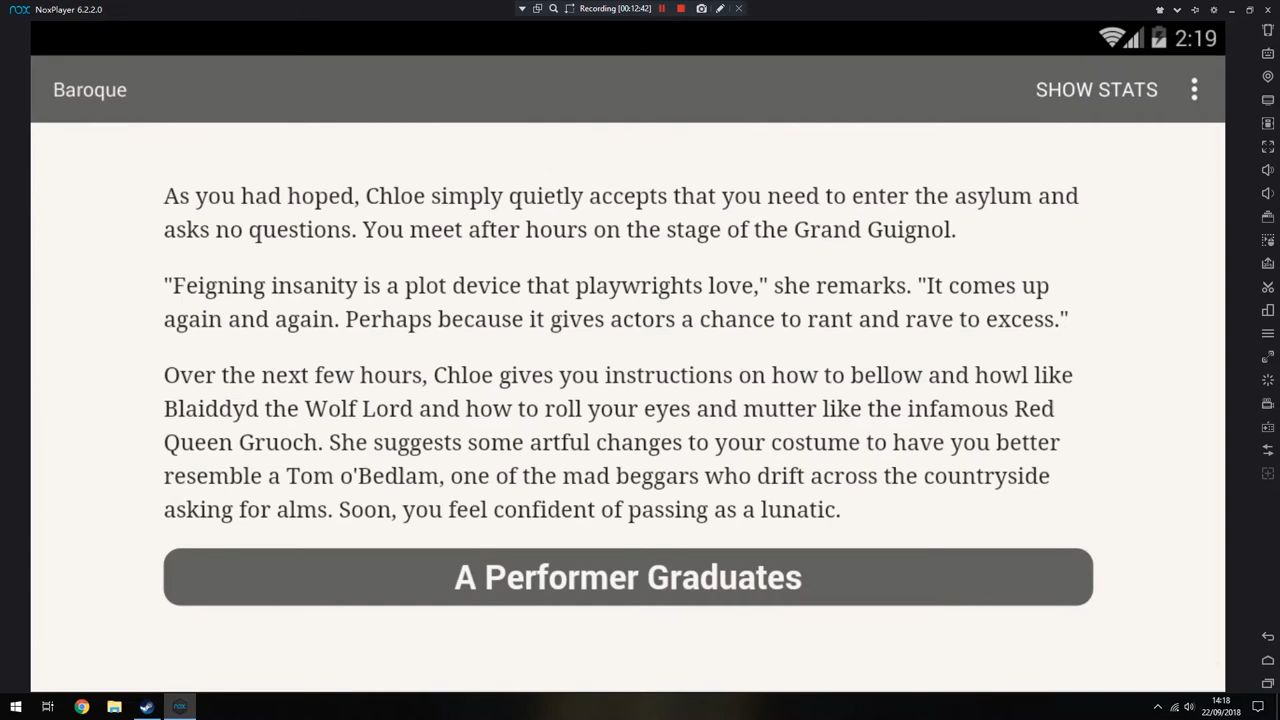 NoxPlayer 6.2.2.0
Recording [00:12:42]
2:19
Baroque
SHOW STATS
As you had hoped, Chloe simply quietly accepts that you need to enter the asylum and
asks no questions. You meet after hours on the stage of the Grand Guignol.
"Feigning insanity is a plot device that playwrights love," she remarks. "It comes up
again and again. Perhaps because it gives actors a chance to rant and rave to excess."
Over the next few hours, Chloe gives you instructions on how to bellow and howl like
Blaiddyd the Wolf Lord and how to roll your eyes and mutter like the infamous Red
Queen Gruoch. She suggests some artful changes to your costume to have you better
resemble a Tom o'Bedlam, one of the mad beggars who drift across the countryside
asking for alms. Soon, you feel confident of passing as a lunatic.
A Performer Graduates
nox
14:18
22/09/2018